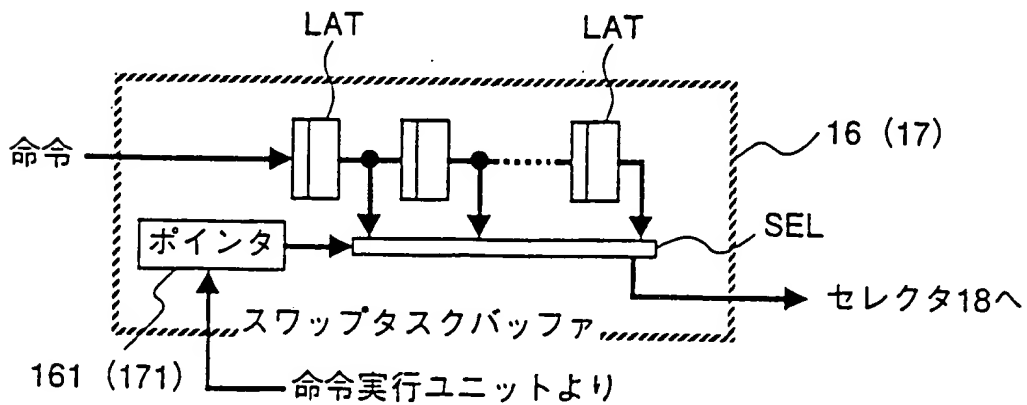 LAT
LAT
命令
16 (17)
ポインタ
SEL
セレクタ18へ
スワップタスクバッファ
161 (171)
命令実行ユニットより